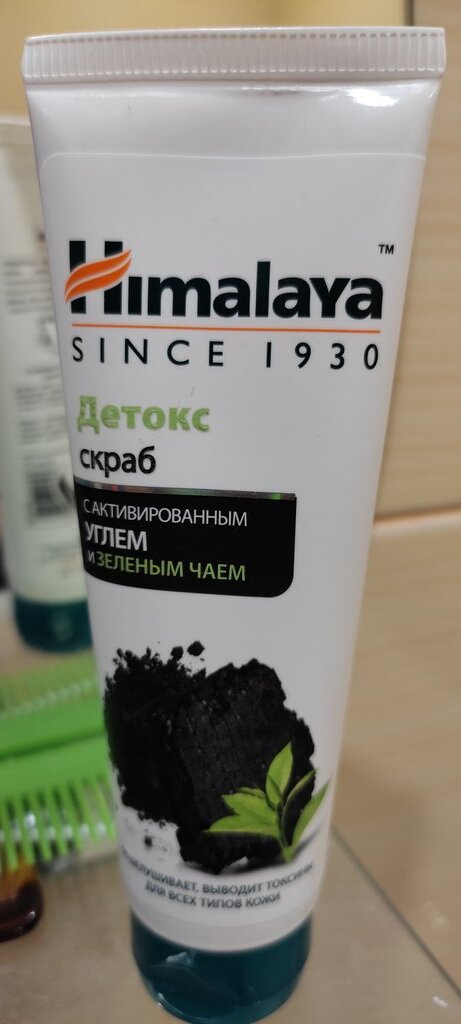 Himalaya™
SINCE 1930
Детокс
скраб
С АКТИВИРОВАННЫМ
УГЛЕМ
и ЗЕЛЕНЫМ ЧАЕМ
ВЫВОДИТ ТОКСИНЫ
ДЛЯ ВСЕХ ТИПОВ КОЖИ